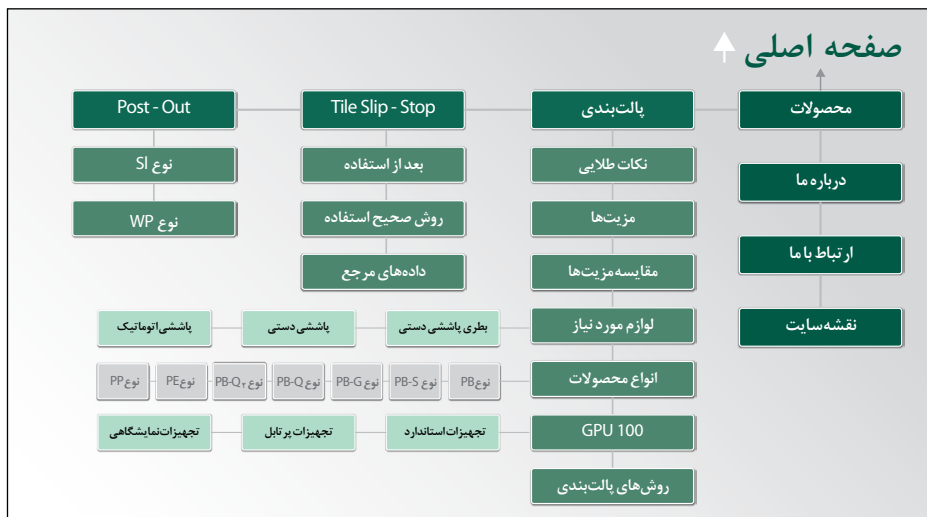 صفحه اصلی
محصولات
پالت‌بندی
Tile Slip - Stop
Post - Out
درباره ما
ارتباط با ما
نقشه‌سایت
نکات طلایی
مزیت‌ها
مقایسه مزیت‌ها
لوازم مورد نیاز
بطری پاششی دستی
پاششی دستی
پاششی اتوماتیک
انواع محصولات
نوع PB
نوع PB-S
نوع PB-G
نوع PB-Q
نوع PB-Q۲
نوع PE
نوع PP
GPU 100
تجهیزات استاندارد
تجهیزات پرتابل
تجهیزات نمایشگاهی
روش‌های پالت‌بندی
بعد از استفاده
روش صحیح استفاده
داده‌های مرجع
نوع SI
نوع WP